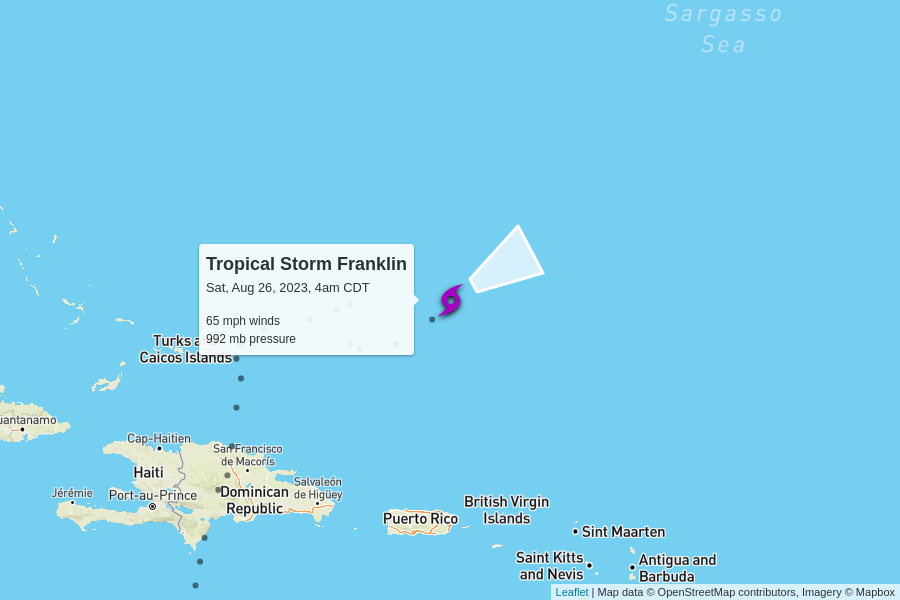 Sargasso
Sea
Tropical Storm Franklin
Sat, Aug 26, 2023, 4am CDT
65 mph winds
992 mb pressure
Turks a
Caicos Islands
uantanamo
Cap-Haitien
San Francisco
de Macorís
Haiti
Jérémie
Port-au-Prince
Dominican
Republic
Salvaleón
de Higüey
Puerto Rico
British Virgin
Islands
Sint Maarten
Saint Kitts
and Nevis
Antigua and
Barbuda
Leaflet | Map data © OpenStreetMap contributors, Imagery © Mapbox